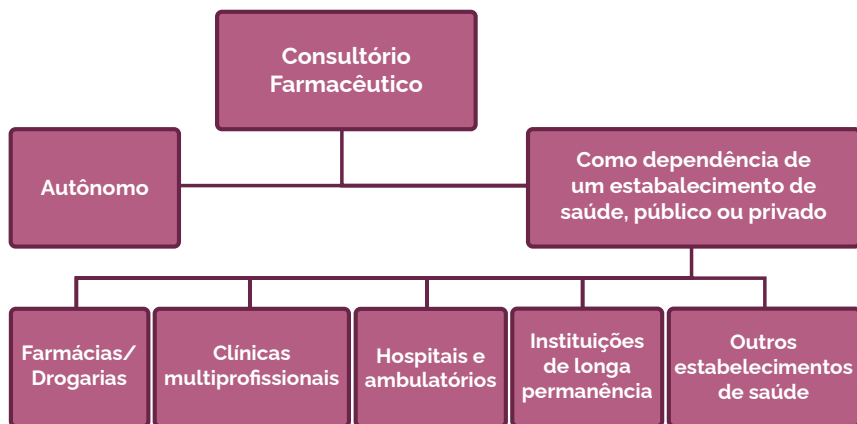 Consultório
Farmacêutico
Autônomo
Como dependência de
um estabalecimento de
saúde, público ou privado
Farmácias/
Drogarias
Clínicas
multiprofissionais
Hospitais e
ambulatórios
Instituições
de longa
permanência
Outros
estabelecimentos
de saúde